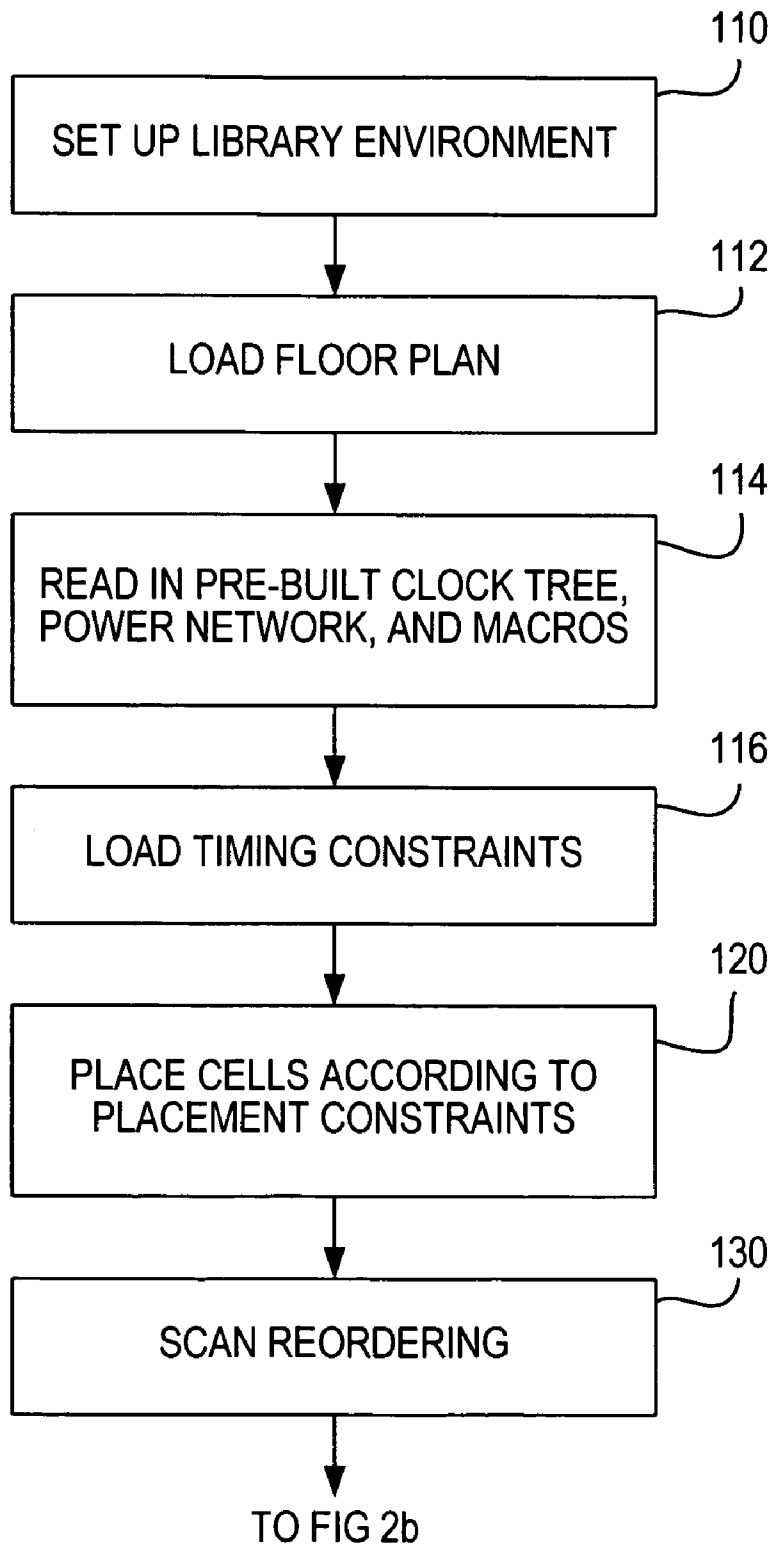 110
SET UP LIBRARY ENVIRONMENT
112
LOAD FLOOR PLAN
114
READ IN PRE-BUILT CLOCK TREE,
POWER NETWORK, AND MACROS
116
LOAD TIMING CONSTRAINTS
120
PLACE CELLS ACCORDING TO
PLACEMENT CONSTRAINTS
130
SCAN REORDERING
TO FIG 2b